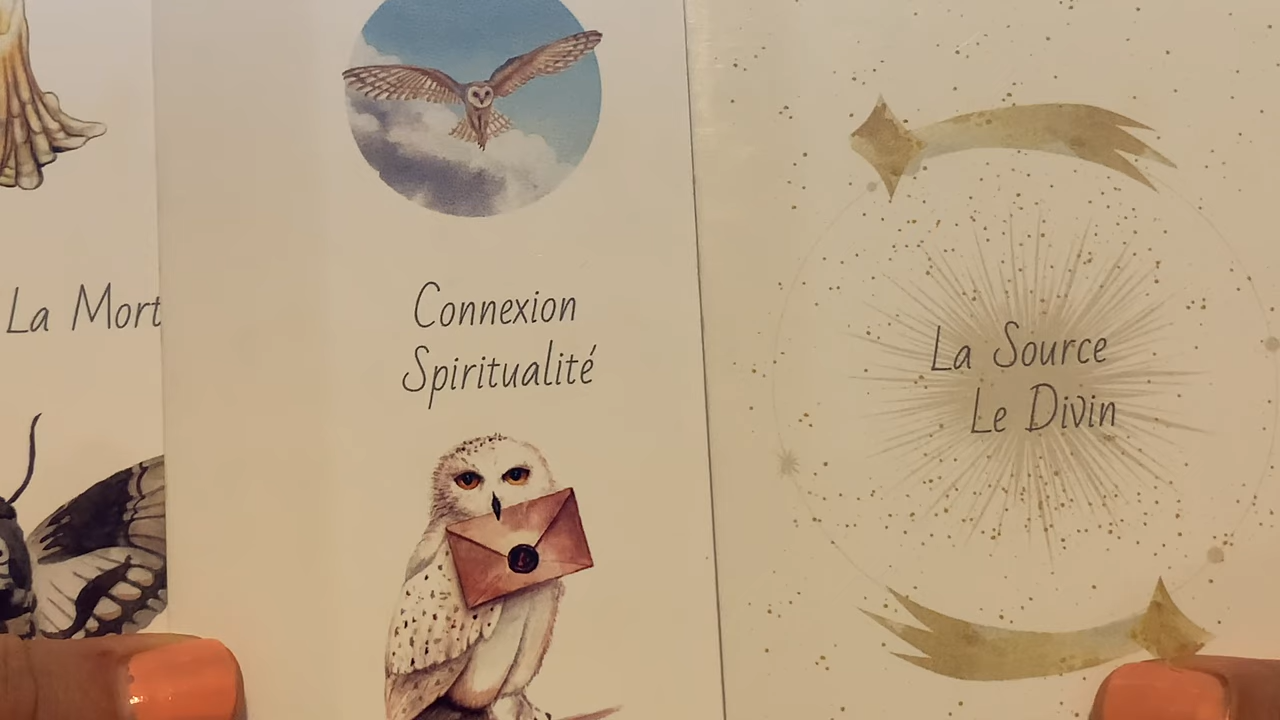 La Mort
Connexion
Spiritualité
La Source
Le Divin